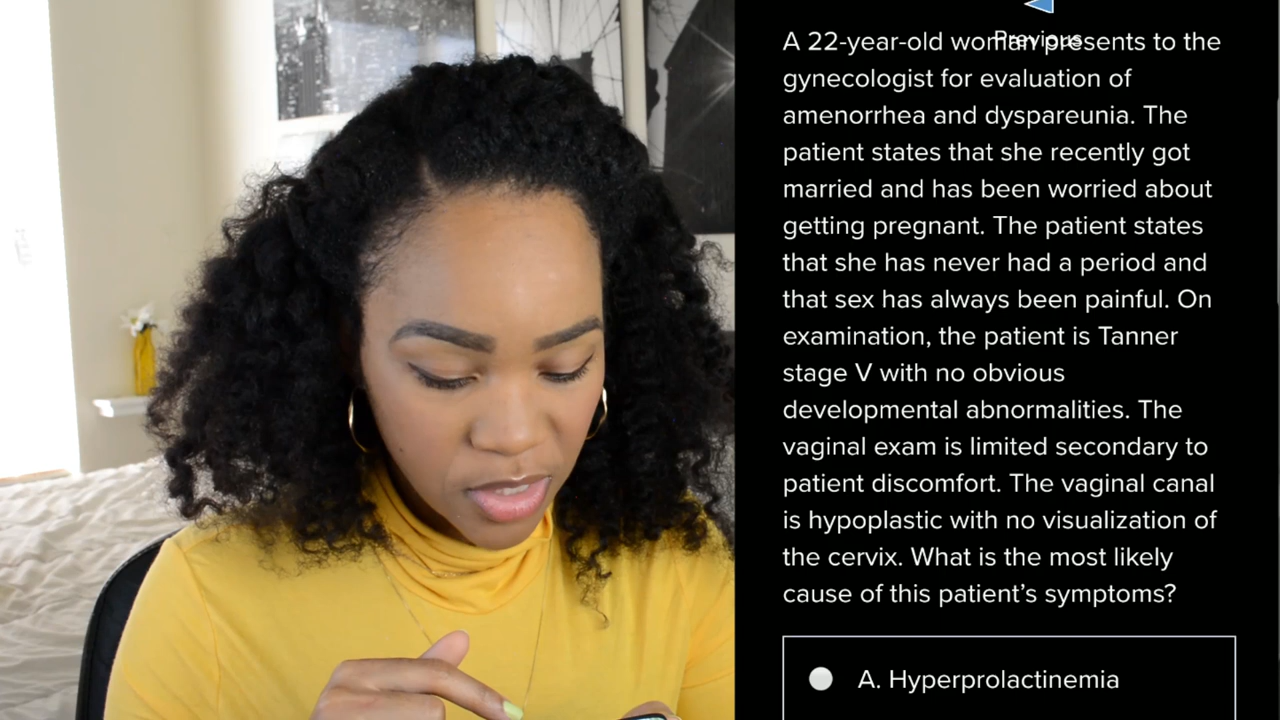 Previous
A 22-year-old woman presents to the
gynecologist for evaluation of
amenorrhea and dyspareunia. The
patient states that she recently got
married and has been worried about
getting pregnant. The patient states
that she has never had a period and
that sex has always been painful. On
examination, the patient is Tanner
stage V with no obvious
developmental abnormalities. The
vaginal exam is limited secondary to
patient discomfort. The vaginal canal
is hypoplastic with no visualization of
the cervix. What is the most likely
cause of this patient's symptoms?
A. Hyperprolactinemia